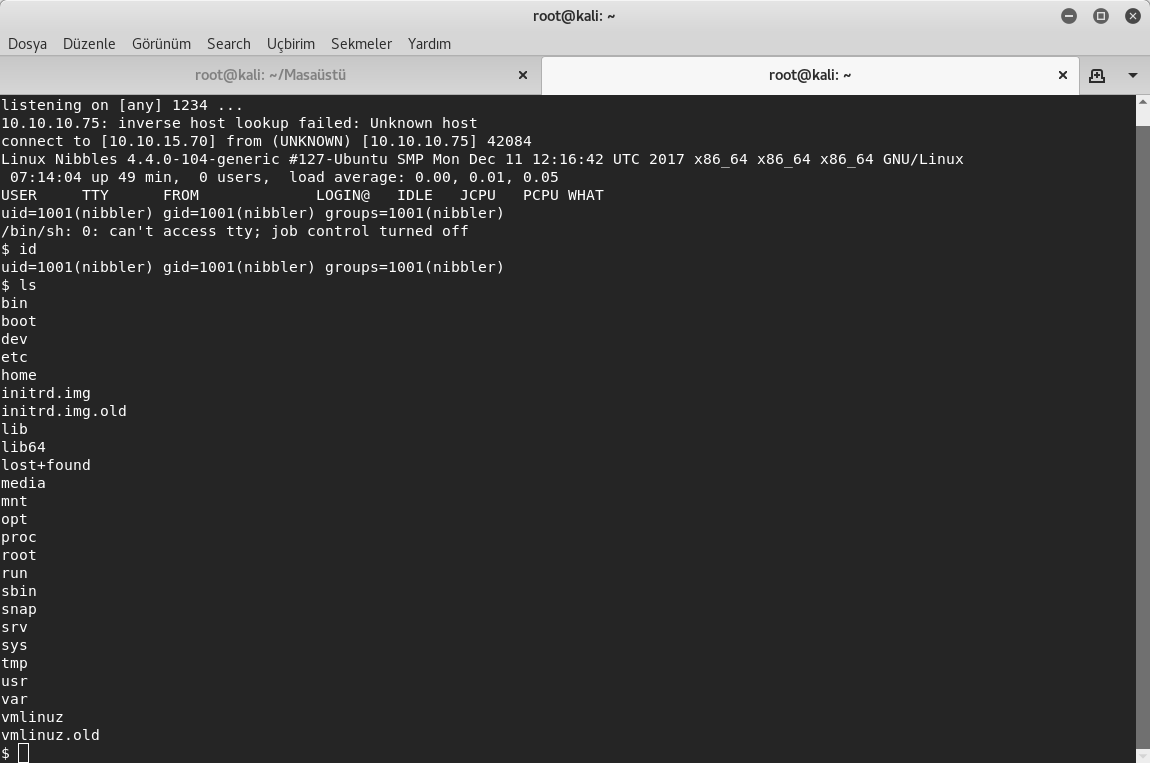 root@kali: ~
Dosya Düzenle Görünüm Search Uçbirim Sekmeler Yardım
root@kali: ~/Masaüstü root@kali: ~
listening on [any] 1234 ...
10.10.10.75: inverse host lookup failed: Unknown host
connect to [10.10.15.70] from (UNKNOWN) [10.10.10.75] 42084
Linux Nibbles 4.4.0-104-generic #127-Ubuntu SMP Mon Dec 11 12:16:42 UTC 2017 x86_64 x86_64 x86_64 GNU/Linux
 07:14:04 up 49 min,  0 users,  load average: 0.00, 0.01, 0.05
USER     TTY      FROM             LOGIN@   IDLE   JCPU   PCPU WHAT
uid=1001(nibbler) gid=1001(nibbler) groups=1001(nibbler)
/bin/sh: 0: can't access tty; job control turned off
$ id
uid=1001(nibbler) gid=1001(nibbler) groups=1001(nibbler)
$ ls
bin
boot
dev
etc
home
initrd.img
initrd.img.old
lib
lib64
lost+found
media
mnt
opt
proc
root
run
sbin
snap
srv
sys
tmp
usr
var
vmlinuz
vmlinuz.old
$